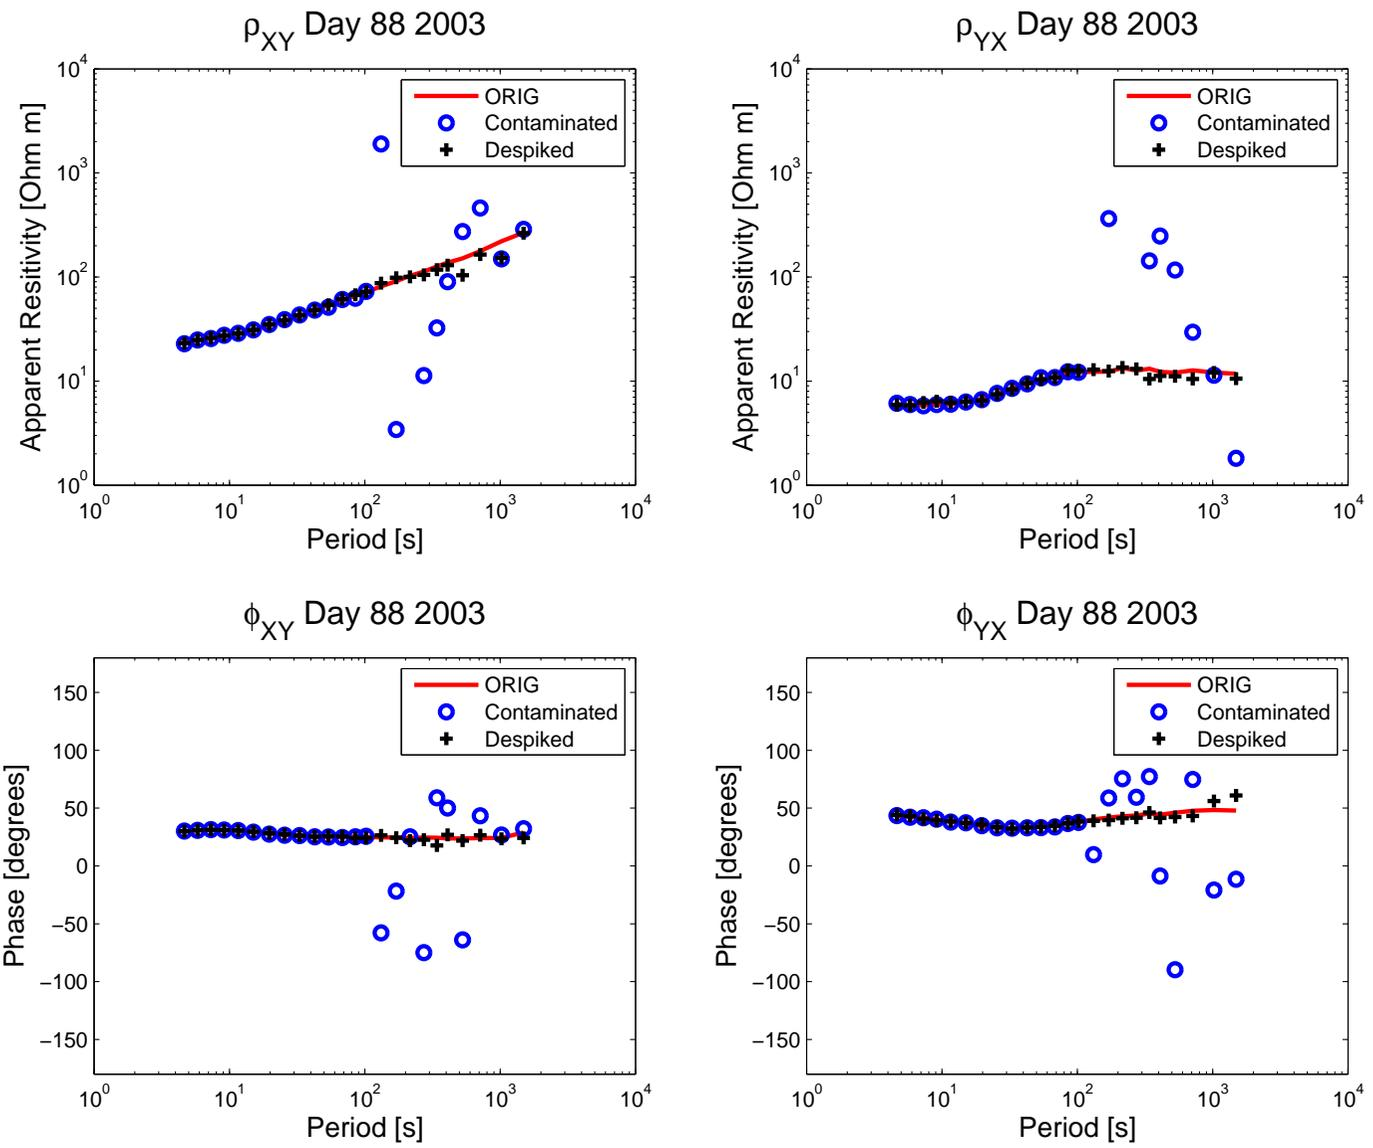 ρXY Day 88 2003
10^4
10^3
10^2
10^1
10^0
Apparent Resitivity [Ohm m]
ORIG
Contaminated
Despiked
10^0 10^1 10^2 10^3 10^4
Period [s]
ρYX Day 88 2003
10^4
10^3
10^2
10^1
10^0
Apparent Resitivity [Ohm m]
ORIG
Contaminated
Despiked
10^0 10^1 10^2 10^3 10^4
Period [s]
ϕXY Day 88 2003
150
100
50
0
−50
−100
−150
Phase [degrees]
ORIG
Contaminated
Despiked
10^0 10^1 10^2 10^3 10^4
Period [s]
ϕYX Day 88 2003
150
100
50
0
−50
−100
−150
Phase [degrees]
ORIG
Contaminated
Despiked
10^0 10^1 10^2 10^3 10^4
Period [s]